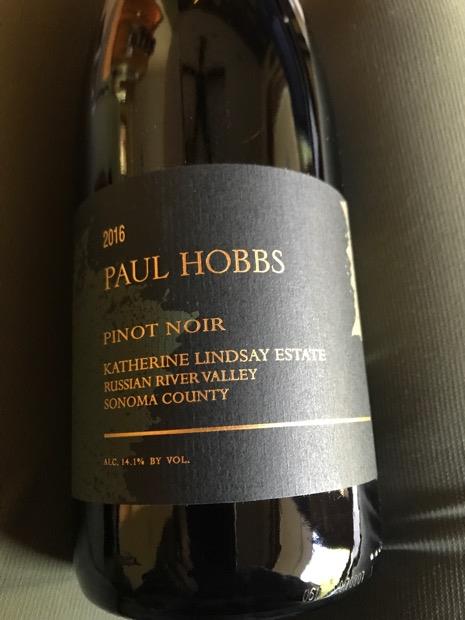 2016
PAUL HOBBS
PINOT NOIR
KATHERINE LINDSAY ESTATE
RUSSIAN RIVER VALLEY
SONOMA COUNTY
ALC. 14.1% BY VOL.